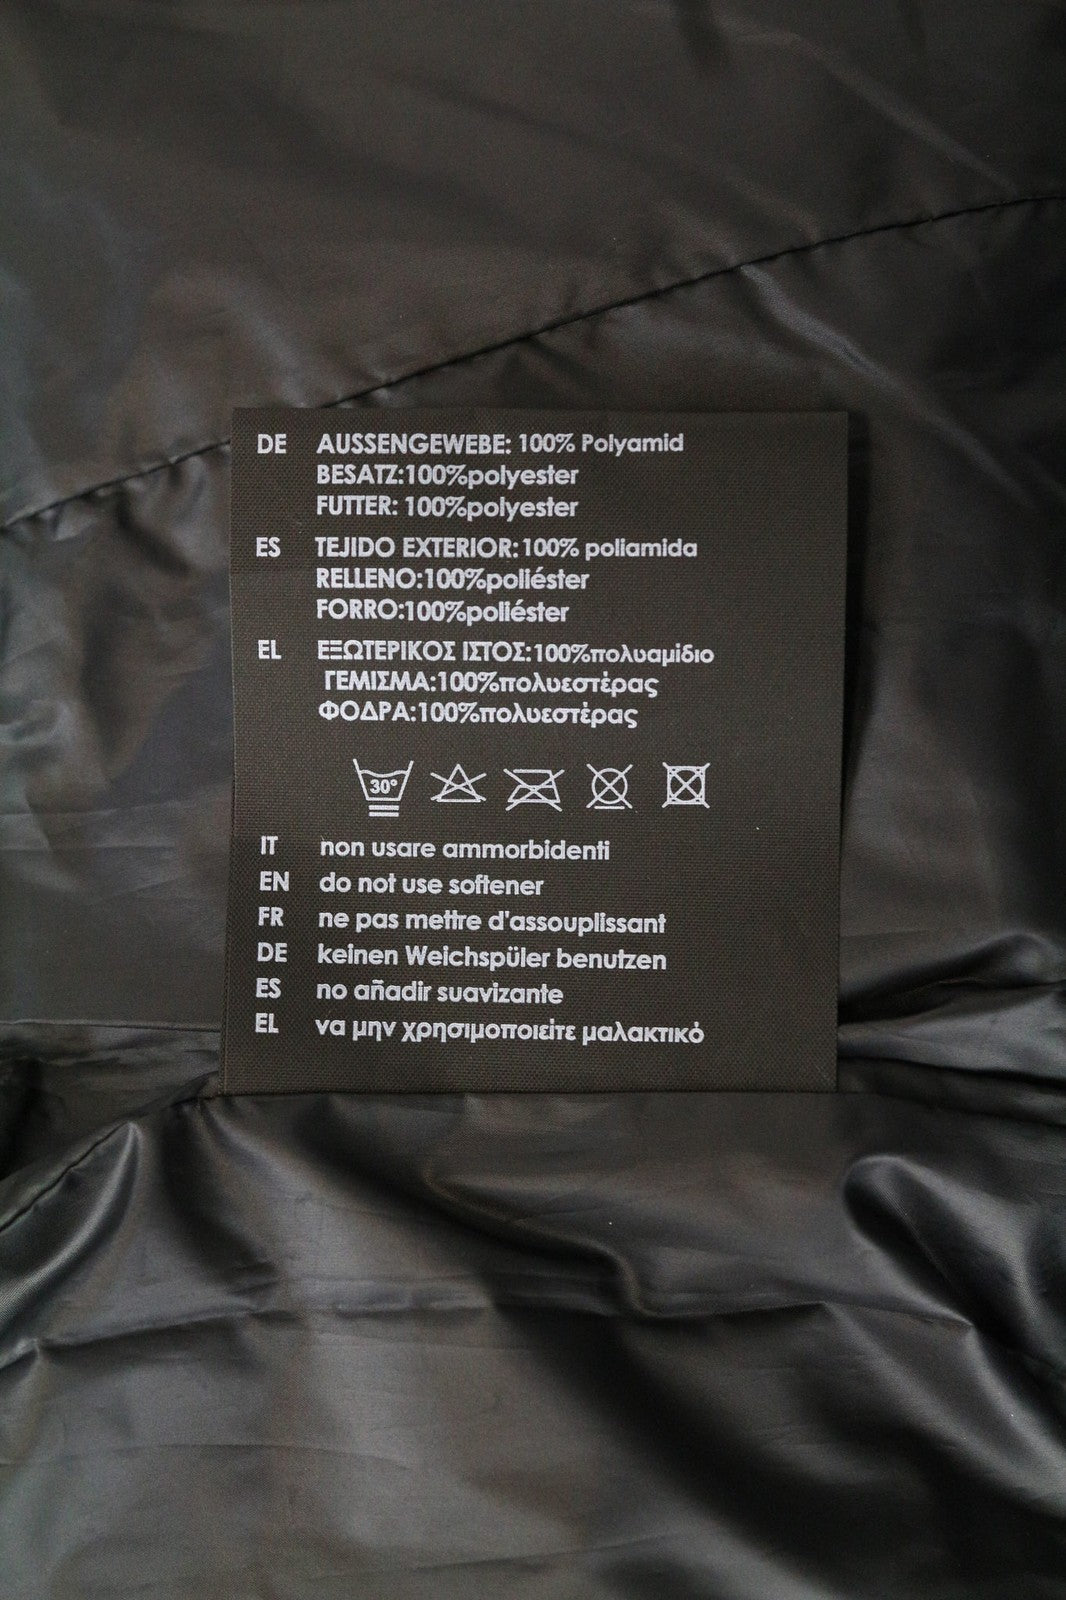 DE AUSSENGEWEBE: 100% Polyamid
BESATZ:100%polyester
FUTTER: 100%polyester
ES TEJIDO EXTERIOR: 100% poliamida
RELLENO:100%poliéster
FORRO:100%poliéster
EL ΕΞΩΤΕΡΙΚΟΣ ΙΣΤΟΣ:100%πολυαμίδιο
ΓΕΜΙΣΜΑ:100%πολυεστέρας
ΦΟΔΡΑ:100%πολυεστέρας
30°
IT non usare ammorbidenti
EN do not use softener
FR ne pas mettre d'assouplissant
DE keinen Weichspüler benutzen
ES no añadir suavizante
EL να μην χρησιμοποιείτε μαλακτικό